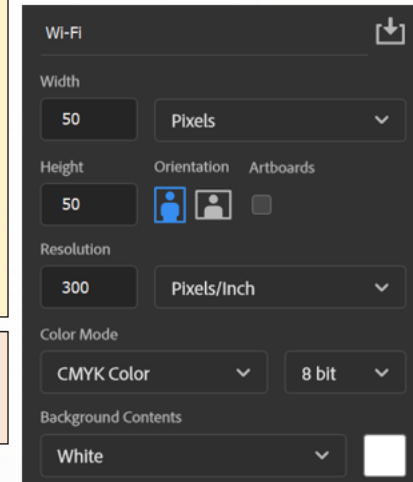 Wi-Fi
Width
50 Pixels
Height Orientation Artboards
50
Resolution
300 Pixels/Inch
Color Mode
CMYK Color 8 bit
Background Contents
White